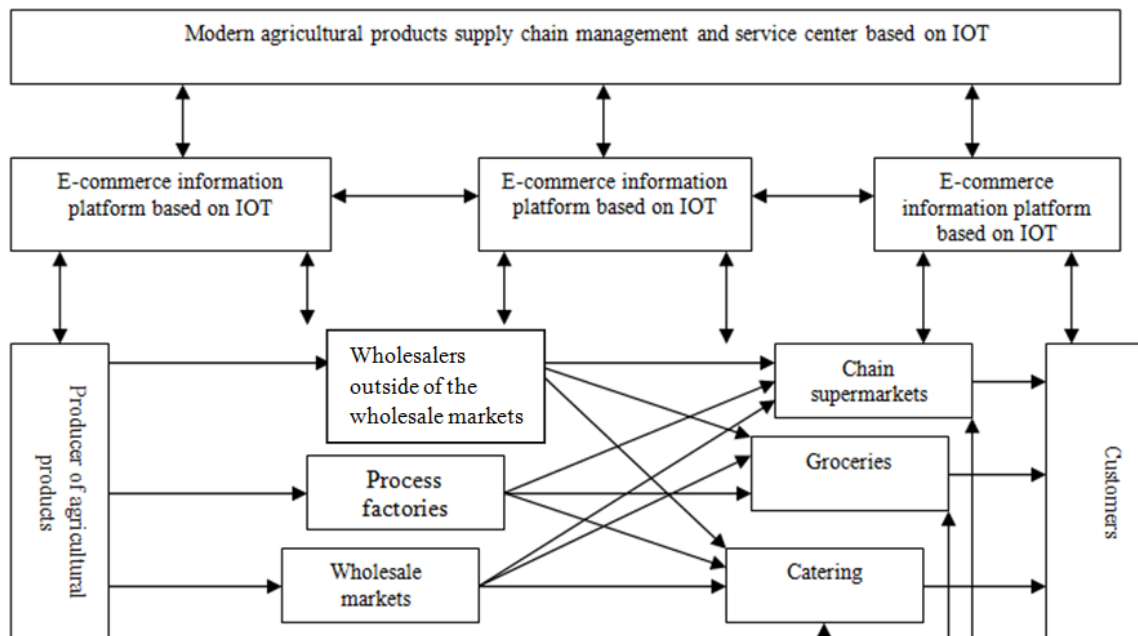 Modern agricultural products supply chain management and service center based on IOT
E-commerce information
platform based on IOT
E-commerce information
platform based on IOT
E-commerce
information platform
based on IOT
Producer of agricultural
products
Wholesalers
outside of the
wholesale markets
Process
factories
Wholesale
markets
Chain
supermarkets
Groceries
Catering
Customers